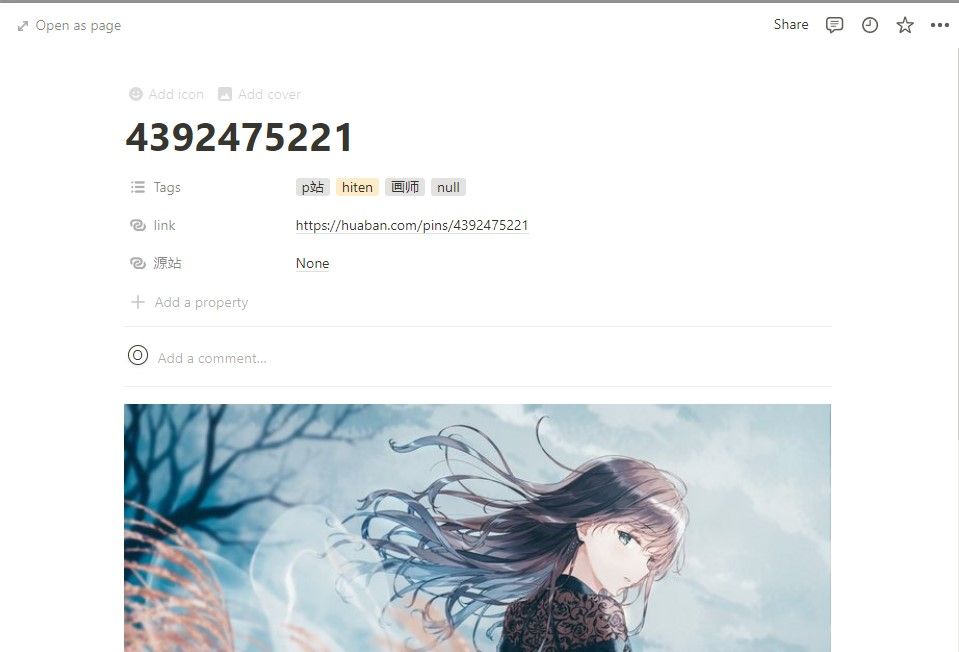 Open as page Share
Add icon Add cover
4392475221
Tags p站 hiten 画师 null
link https://huaban.com/pins/4392475221
源站 None
Add a property
Add a comment...